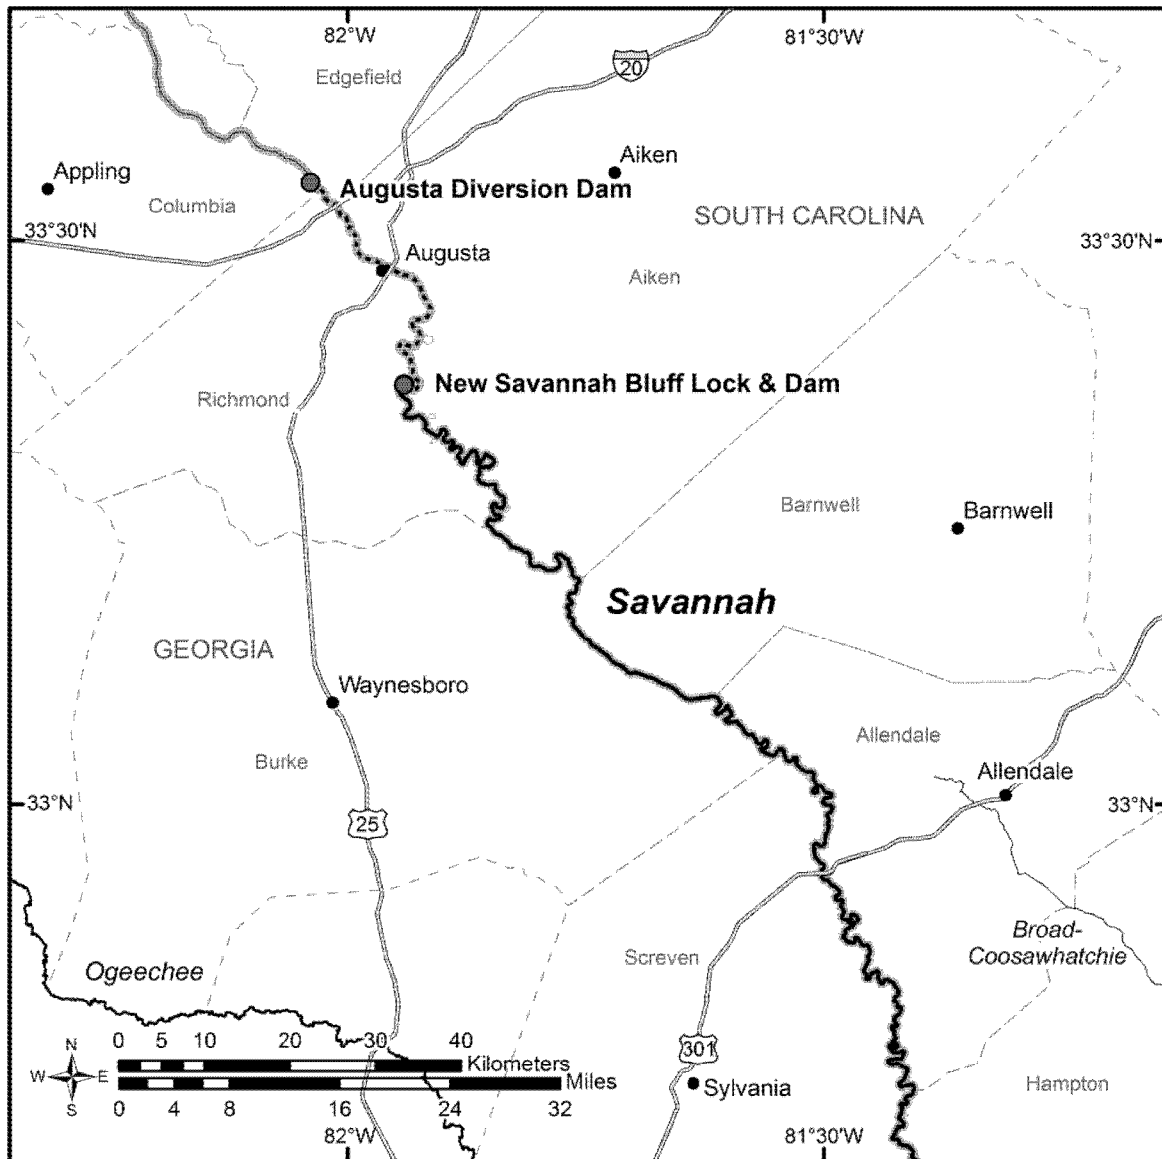 82°W
81°30'W
Edgefield
20
Appling
Aiken
Columbia
Augusta Diversion Dam
SOUTH CAROLINA
33°30'N
33°30'N
Augusta
Aiken
New Savannah Bluff Lock & Dam
Richmond
Barnwell
Barnwell
Savannah
GEORGIA
Waynesboro
Allendale
Burke
Allendale
33°N
33°N
25
Broad-
Coosawhatchie
Screven
Ogeechee
N
W E
S
0 5 10 20 30 40
Kilometers
Miles
0 4 8 16 24 32
301
Sylvania
Hampton
82°W
81°30'W